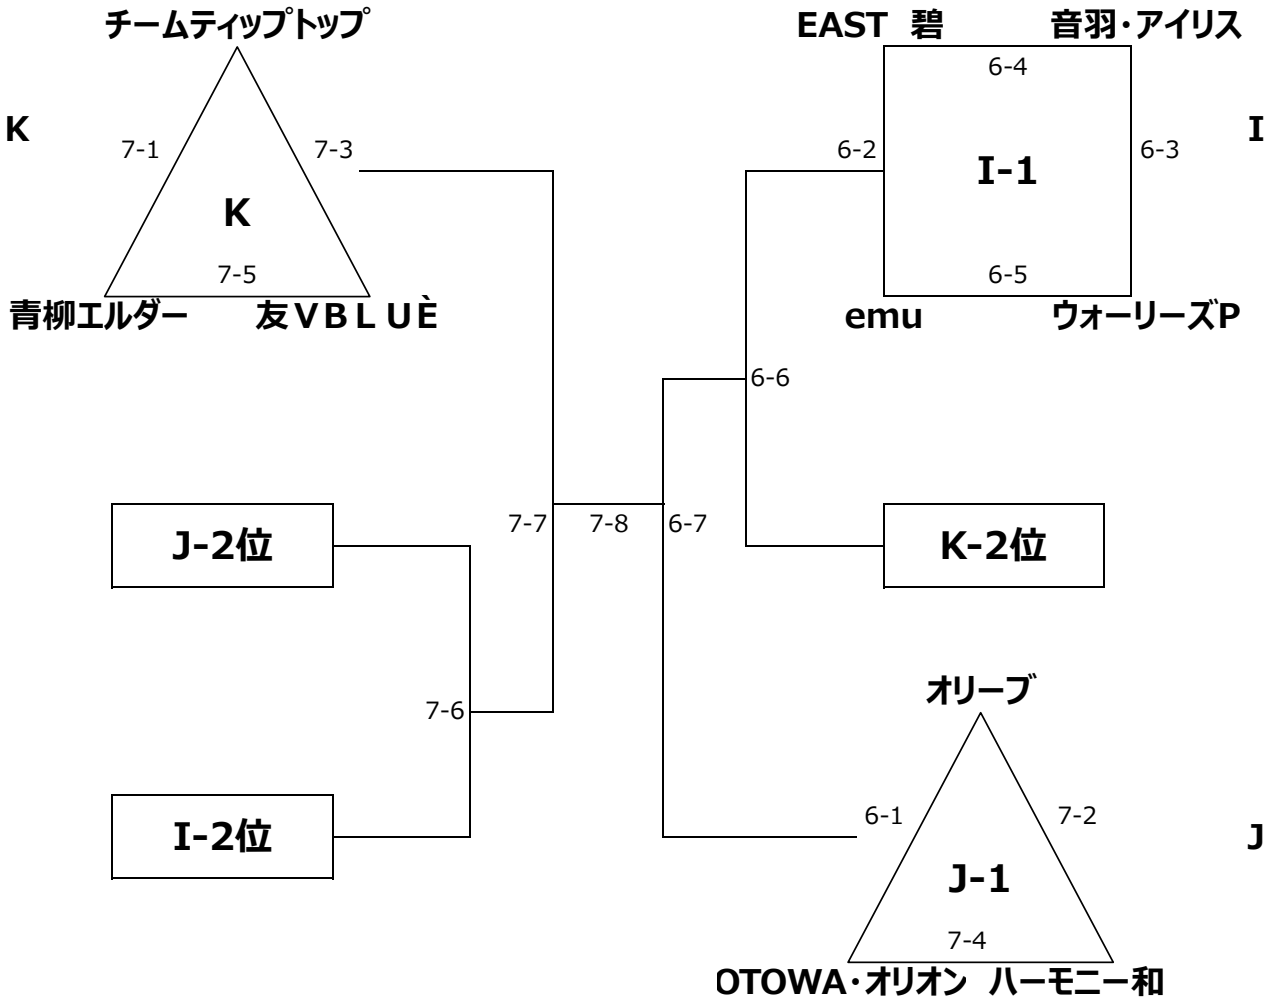 チームティップトップ
EAST 碧
音羽・アイリス
6-4
K
I
7-1
7-3
6-2
6-3
I-1
K
7-5
6-5
青柳エルダー
友VBLUÈ
emu
ウォーリーズP
6-6
7-7
7-8
6-7
J-2位
K-2位
オリーブ
7-6
6-1
7-2
I-2位
J
J-1
7-4
OTOWA・オリオン
ハーモニー和